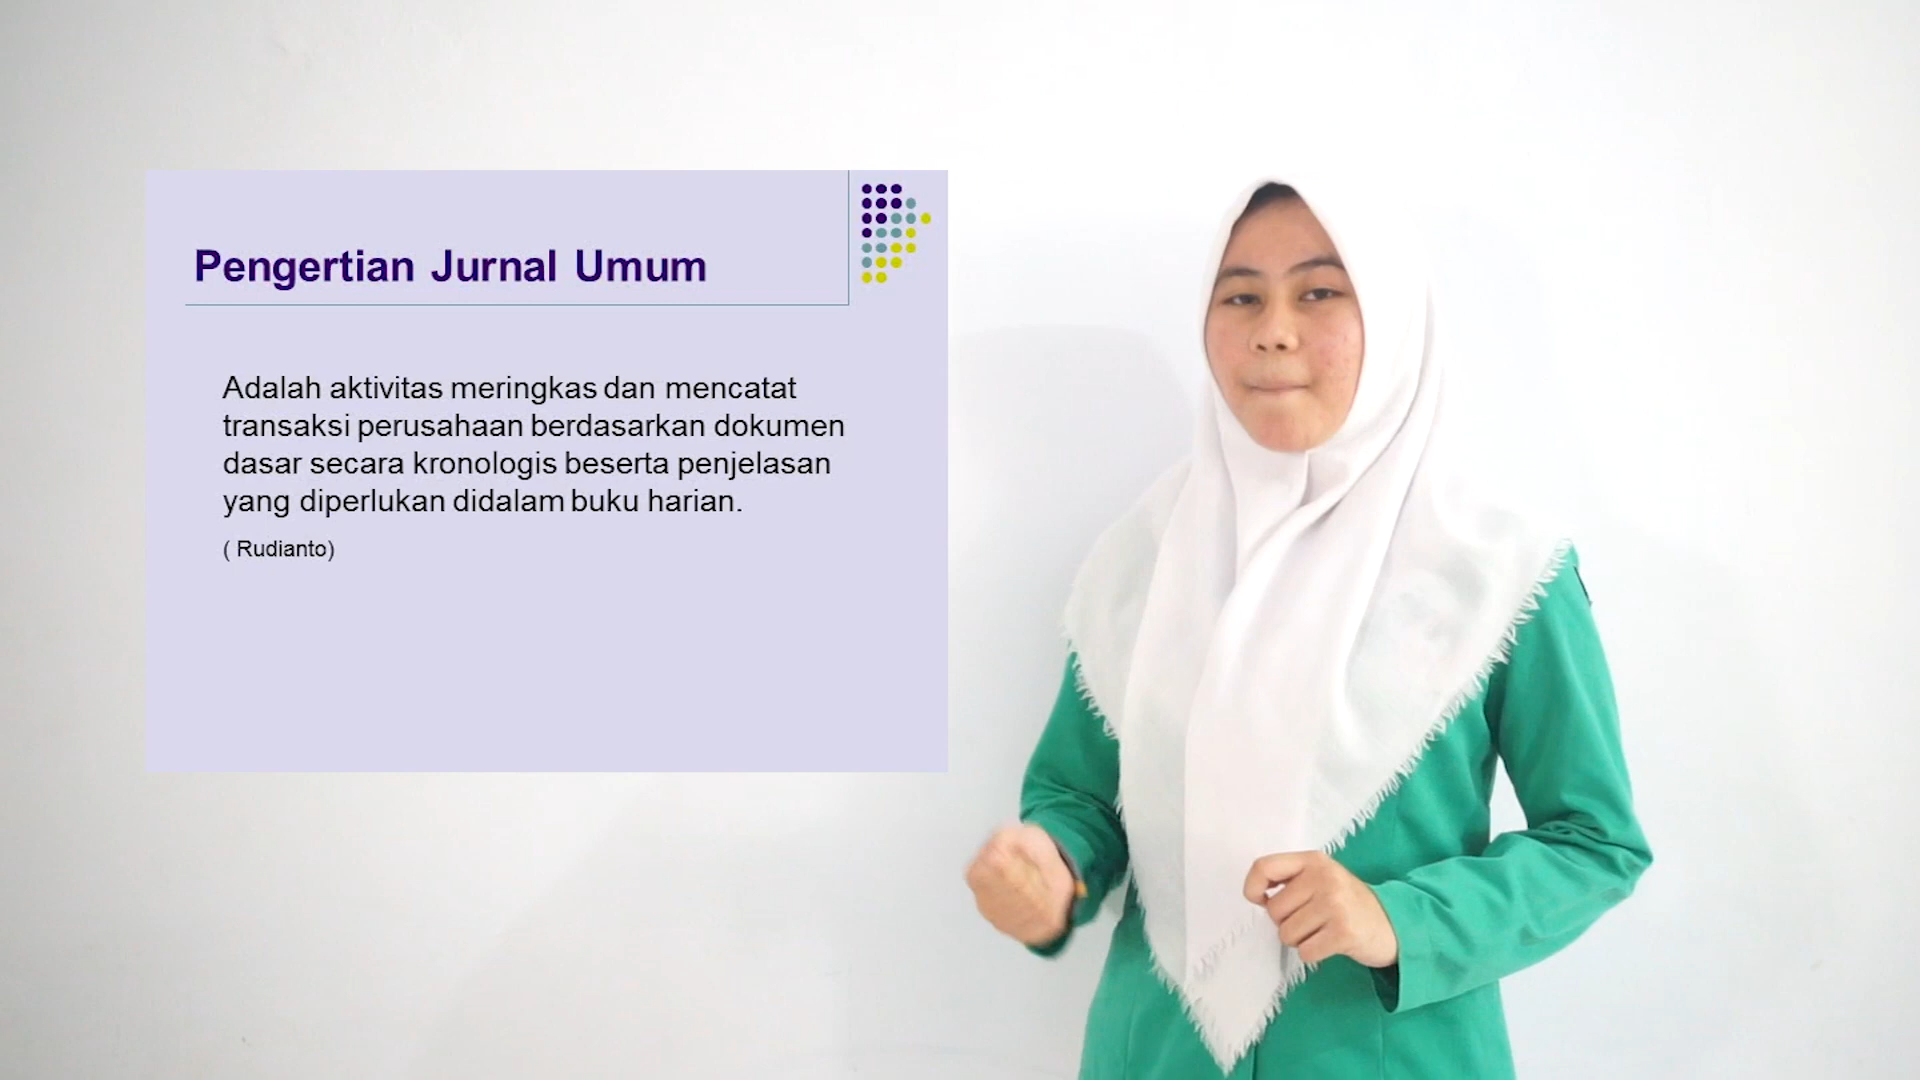 Pengertian Jurnal Umum
Adalah aktivitas meringkas dan mencatat
transaksi perusahaan berdasarkan dokumen
dasar secara kronologis beserta penjelasan
yang diperlukan didalam buku harian.
( Rudianto)